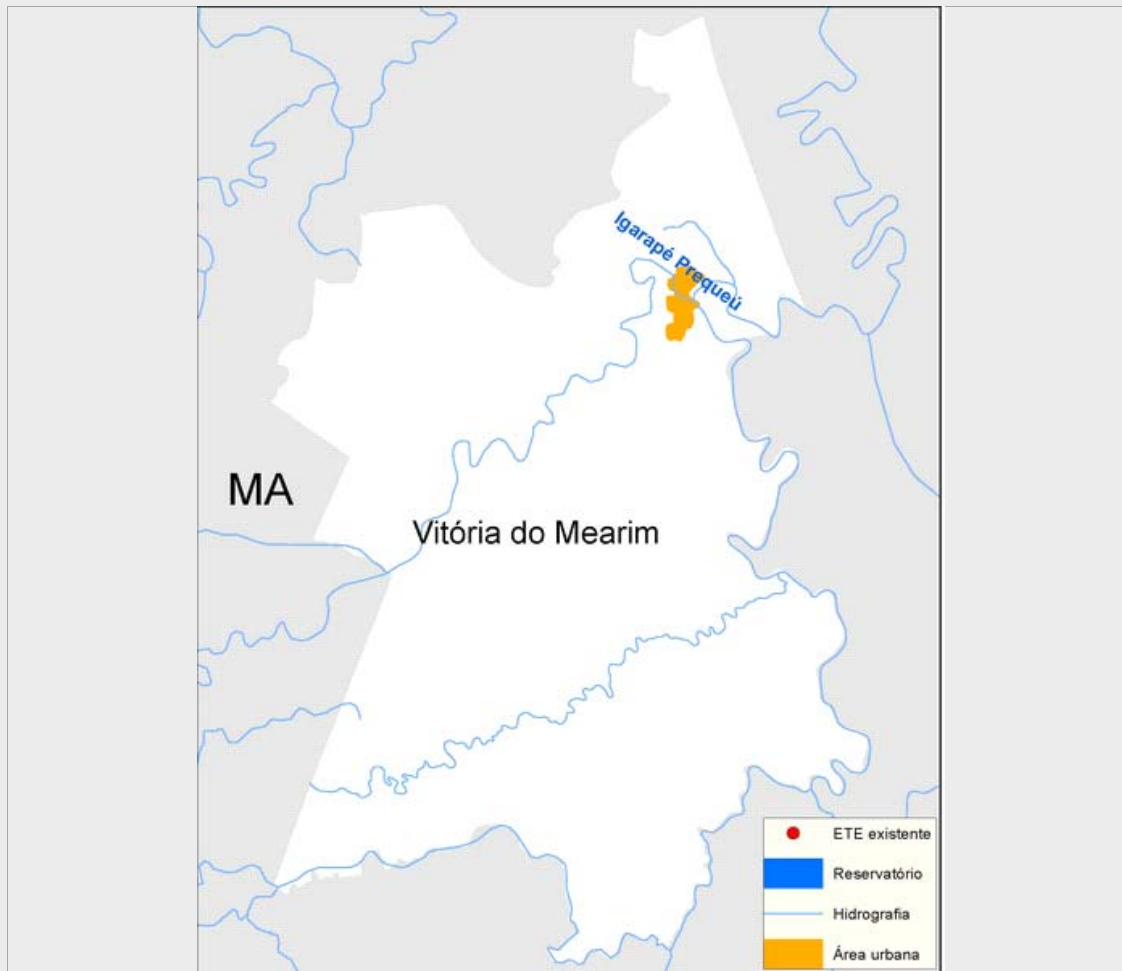 Igarapé Prequeú
MA
Vitória do Mearim
ETE existente
Reservatório
Hidrografia
Área urbana